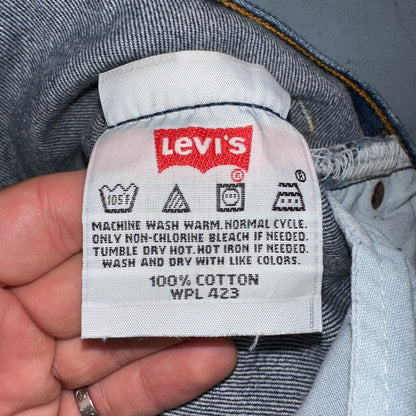 LEVI'S
®
105F
®
MACHINE WASH WARM. NORMAL CYCLE.
ONLY NON-CHLORINE BLEACH IF NEEDED.
TUMBLE DRY HOT. HOT IRON IF NEEDED.
WASH AND DRY WITH LIKE COLORS.
100% COTTON
WPL 423